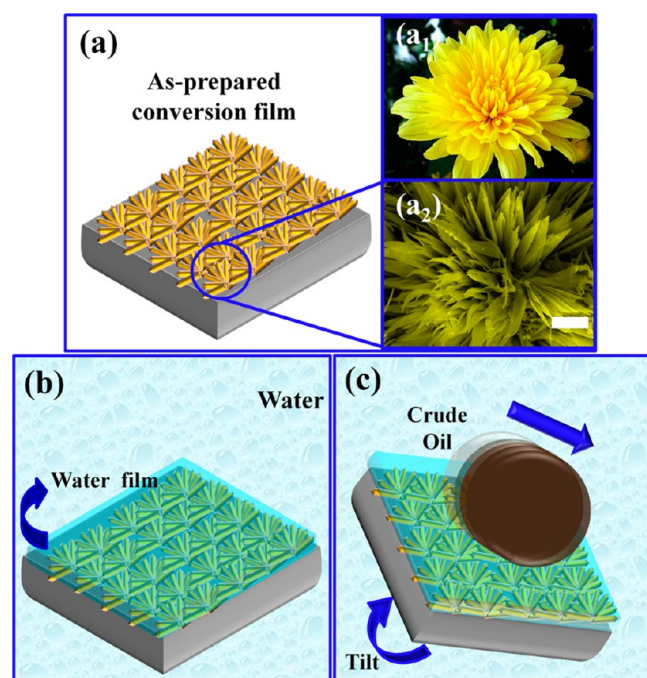 (a)
As-prepared
conversion film
(a₁)
(a₂)
(b)
Water
Water film
(c)
Crude
Oil
Tilt